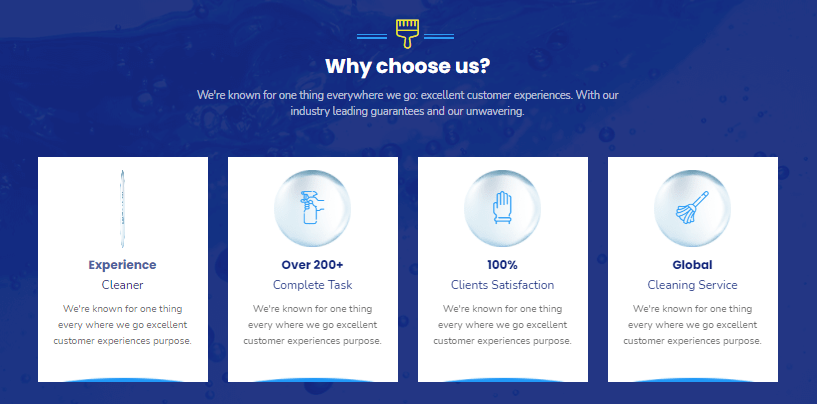 Why choose us?
We're known for one thing everywhere we go: excellent customer experiences. With our
industry leading guarantees and our unwavering.
Experience
Cleaner
We're known for one thing
every where we go excellent
customer experiences purpose.
Over 200+
Complete Task
We're known for one thing
every where we go excellent
customer experiences purpose.
100%
Clients Satisfaction
We're known for one thing
every where we go excellent
customer experiences purpose.
Global
Cleaning Service
We're known for one thing
every where we go excellent
customer experiences purpose.